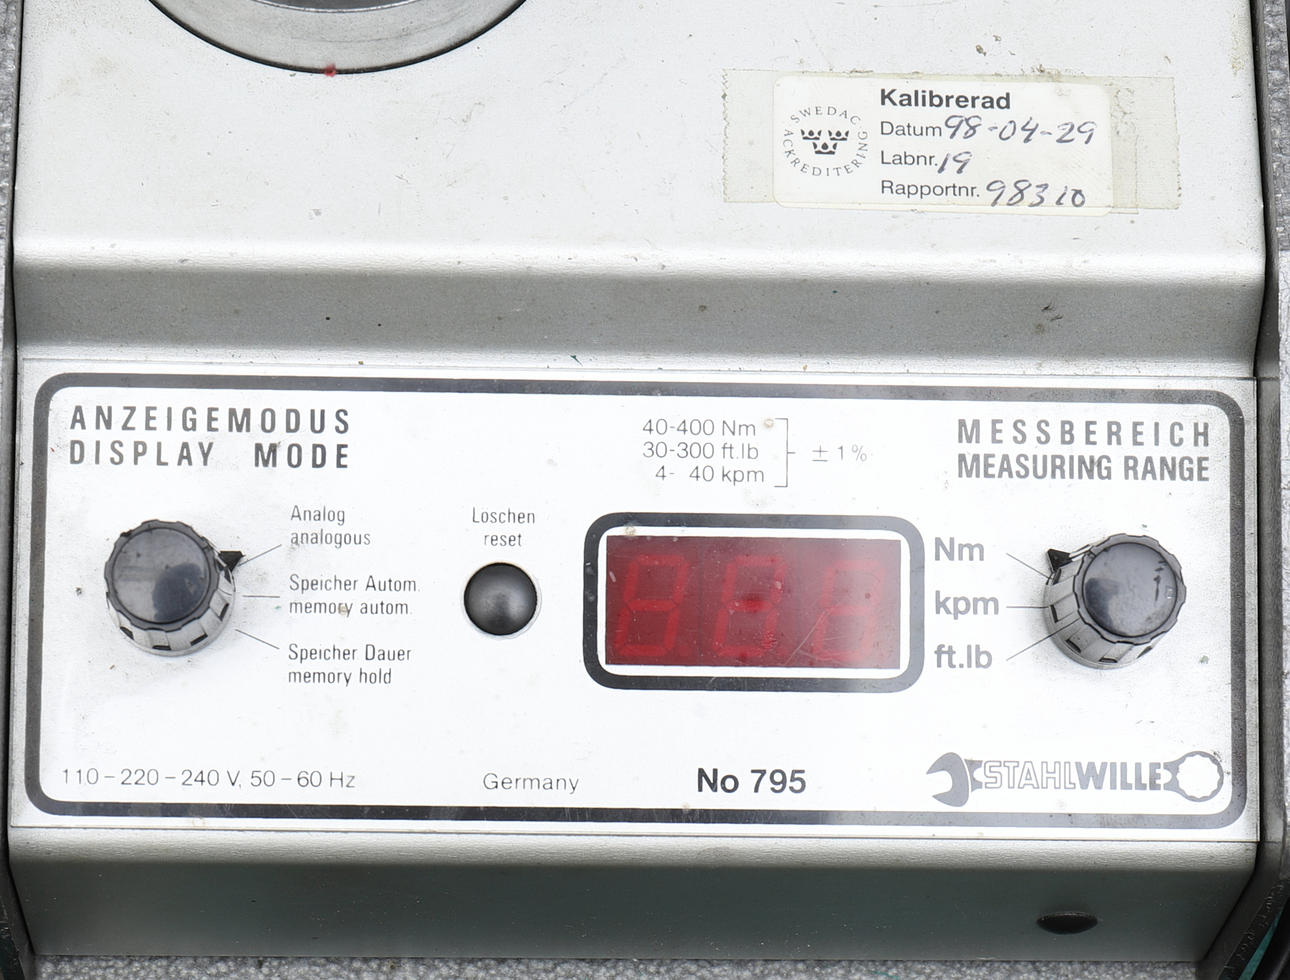 SWEDAC ACKREDITERING
Kalibrerad
Datum 98-04-29
Labnr. 19
Rapportnr. 98310
ANZEIGEMODUS
DISPLAY MODE
40-400 Nm
30-300 ft.lb
4- 40 kpm
± 1%
MESSBEREICH
MEASURING RANGE
Analog
analogous
Speicher Autom.
memory autom.
Speicher Dauer
memory hold
Loschen
reset
Nm
kpm
ft.lb
110–220–240 V, 50–60 Hz
Germany
No 795
STAHLWILLE